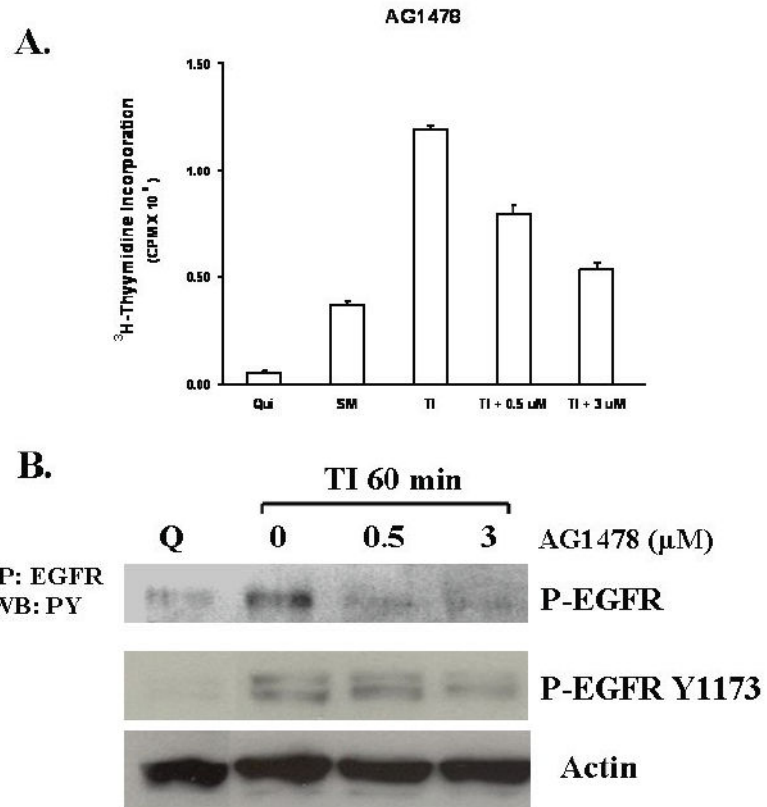 AG1478
A.
³H-Thyymidine Incorporation
(CPM X 10
1.50
1.00
0.50
0.00
Qui SM TI TI + 0.5 uM TI + 3 uM
B.
TI 60 min
Q 0 0.5 3 AG1478 (µM)
P: EGFR
WB: PY
P-EGFR
P-EGFR Y1173
Actin